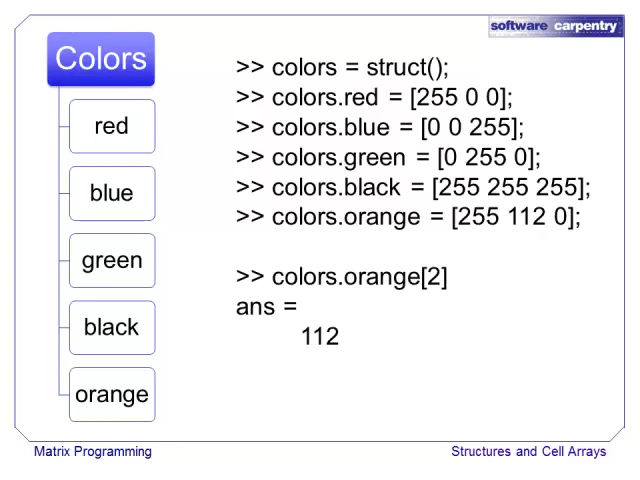 software carpentry
Colors
red
blue
green
black
orange
>> colors = struct();
>> colors.red = [255 0 0];
>> colors.blue = [0 0 255];
>> colors.green = [0 255 0];
>> colors.black = [255 255 255];
>> colors.orange = [255 112 0];
>> colors.orange[2]
ans =
112
Matrix Programming
Structures and Cell Arrays